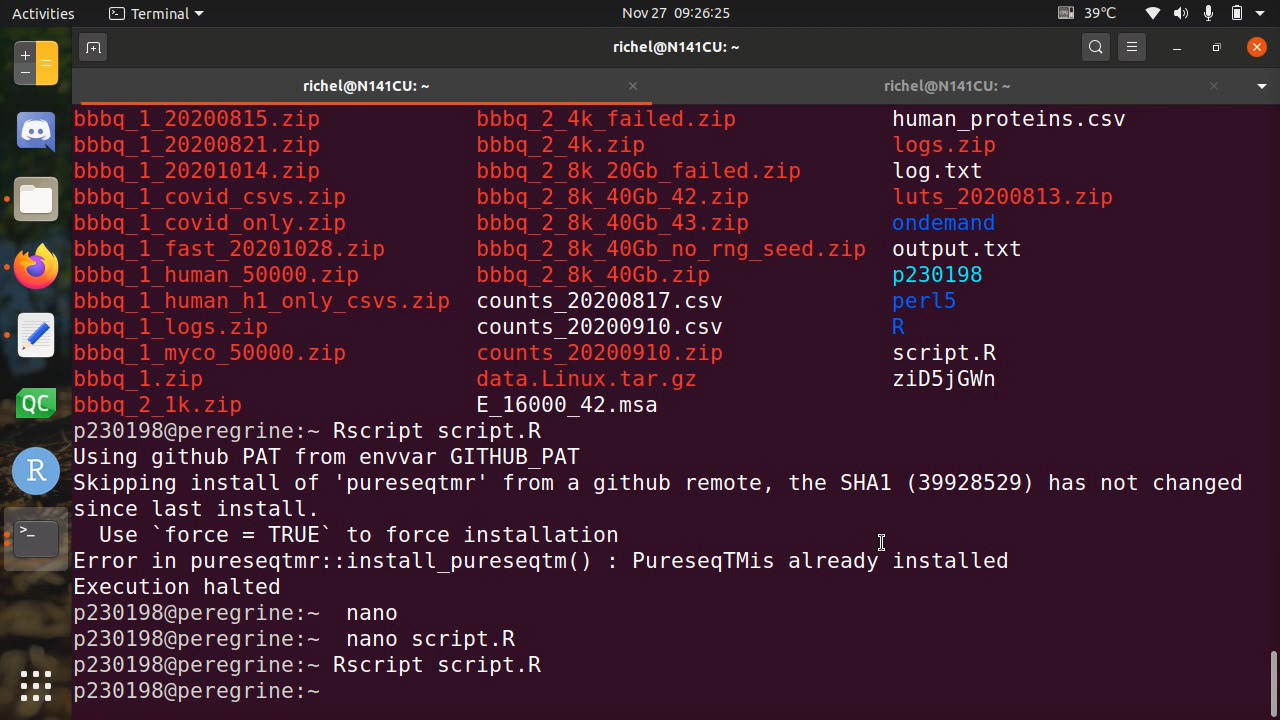 Activities Terminal Nov 27 09:26:25 39°C
richel@N141CU: ~
richel@N141CU: ~ richel@N141CU: ~
bbbq_1_20200815.zip bbbq_2_4k_failed.zip human_proteins.csv
bbbq_1_20200821.zip bbbq_2_4k.zip logs.zip
bbbq_1_20201014.zip bbbq_2_8k_20Gb_failed.zip log.txt
bbbq_1_covid_csvs.zip bbbq_2_8k_40Gb_42.zip luts_20200813.zip
bbbq_1_covid_only.zip bbbq_2_8k_40Gb_43.zip ondemand
bbbq_1_fast_20201028.zip bbbq_2_8k_40Gb_no_rng_seed.zip output.txt
bbbq_1_human_50000.zip bbbq_2_8k_40Gb.zip p230198
bbbq_1_human_h1_only_csvs.zip counts_20200817.csv perl5
bbbq_1_logs.zip counts_20200910.csv R
bbbq_1_myco_50000.zip counts_20200910.zip script.R
bbbq_1.zip data.Linux.tar.gz ziD5jGWn
bbbq_2_1k.zip E_16000_42.msa
p230198@peregrine:~ Rscript script.R
Using github PAT from envvar GITHUB_PAT
Skipping install of 'pureseqtmr' from a github remote, the SHA1 (39928529) has not changed
since last install.
  Use `force = TRUE` to force installation
Error in pureseqtmr::install_pureseqtm() : PureseqTMis already installed
Execution halted
p230198@peregrine:~  nano
p230198@peregrine:~  nano script.R
p230198@peregrine:~ Rscript script.R
p230198@peregrine:~
QC
R
>_